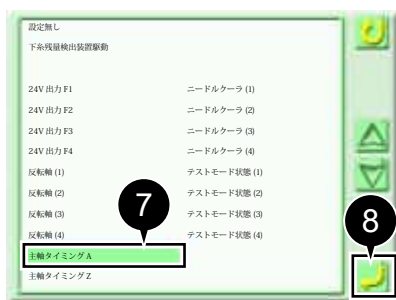 設定無し
下糸残量検出装置駆動
24V 出力 F1 ニードルクーラ (1)
24V 出力 F2 ニードルクーラ (2)
24V 出力 F3 ニードルクーラ (3)
24V 出力 F4 ニードルクーラ (4)
反転軸 (1) テストモード状態 (1)
反転軸 (2) テストモード状態 (2)
反転軸 (3) テストモード状態 (3)
反転軸 (4) テストモード状態 (4)
主軸タイミング A
主軸タイミング Z
7
8